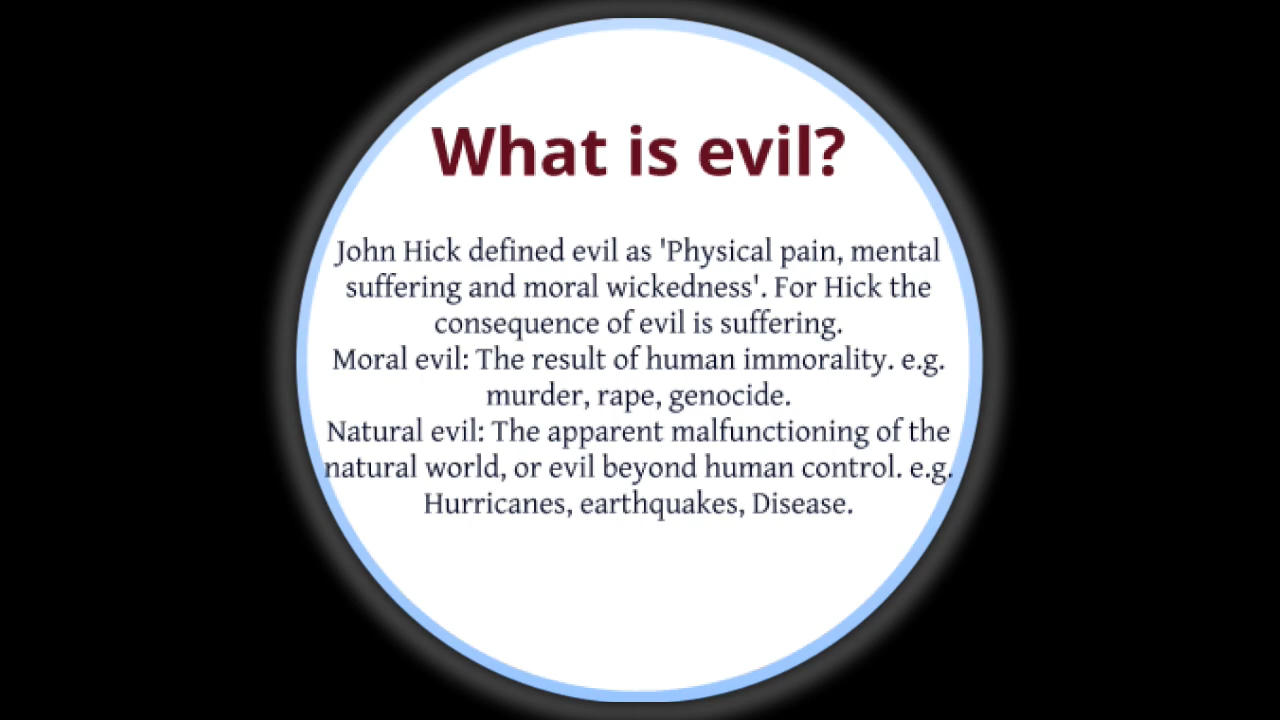 What is evil?
John Hick defined evil as 'Physical pain, mental
suffering and moral wickedness'. For Hick the
consequence of evil is suffering.
Moral evil: The result of human immorality. e.g.
murder, rape, genocide.
Natural evil: The apparent malfunctioning of the
natural world, or evil beyond human control. e.g.
Hurricanes, earthquakes, Disease.